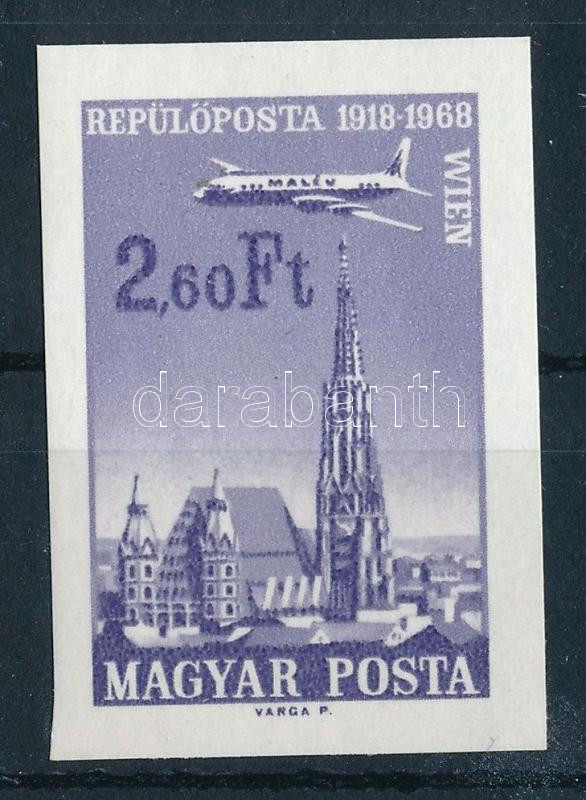 REPÜLŐPOSTA 1918-1968
WIEN
MALÉV
2,60Ft
darabanth
MAGYAR POSTA
VARGA P.